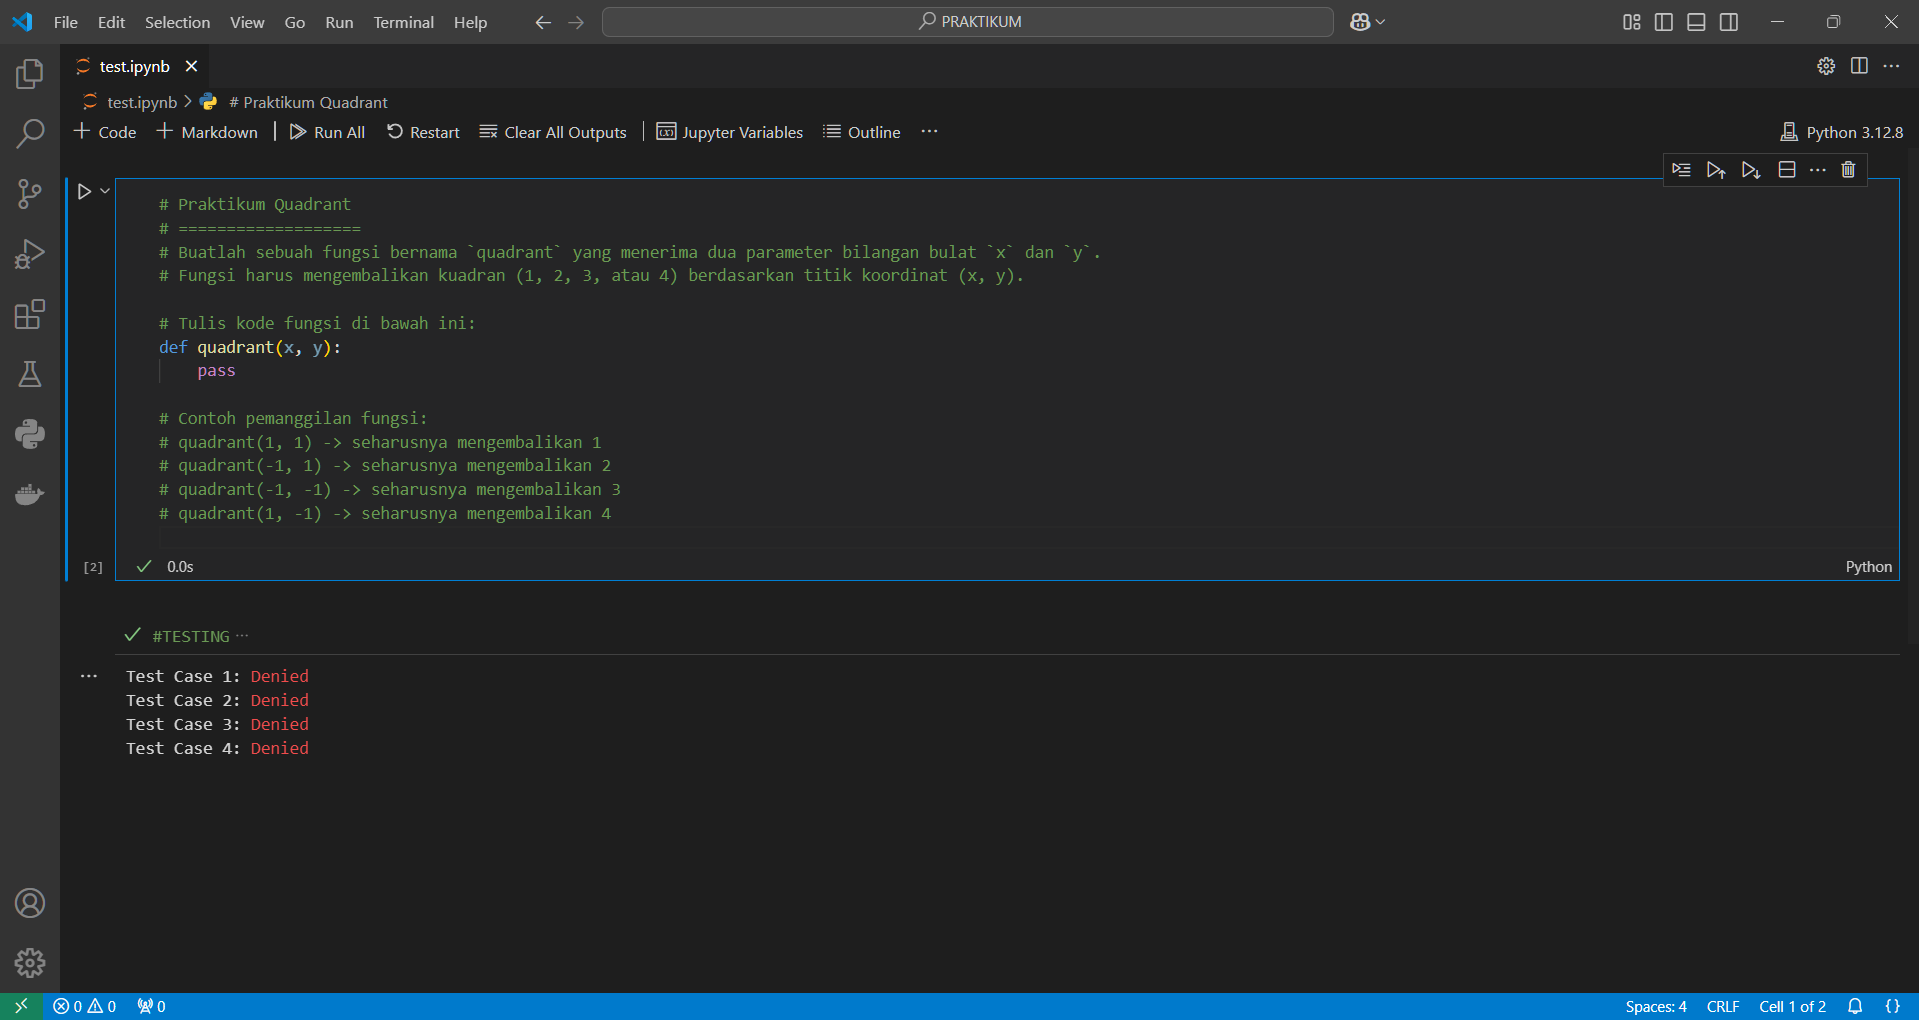 File Edit Selection View Go Run Terminal Help PRAKTIKUM
test.ipynb
test.ipynb > # Praktikum Quadrant
+ Code + Markdown | Run All Restart Clear All Outputs | Jupyter Variables Outline ... Python 3.12.8
# Praktikum Quadrant
# ===================
# Buatlah sebuah fungsi bernama `quadrant` yang menerima dua parameter bilangan bulat `x` dan `y`.
# Fungsi harus mengembalikan kuadran (1, 2, 3, atau 4) berdasarkan titik koordinat (x, y).
# Tulis kode fungsi di bawah ini:
def quadrant(x, y):
    pass
# Contoh pemanggilan fungsi:
# quadrant(1, 1) -> seharusnya mengembalikan 1
# quadrant(-1, 1) -> seharusnya mengembalikan 2
# quadrant(-1, -1) -> seharusnya mengembalikan 3
# quadrant(1, -1) -> seharusnya mengembalikan 4
[2] 0.0s Python
#TESTING ...
Test Case 1: Denied
Test Case 2: Denied
Test Case 3: Denied
Test Case 4: Denied
0 0 0 Spaces: 4 CRLF Cell 1 of 2 {}